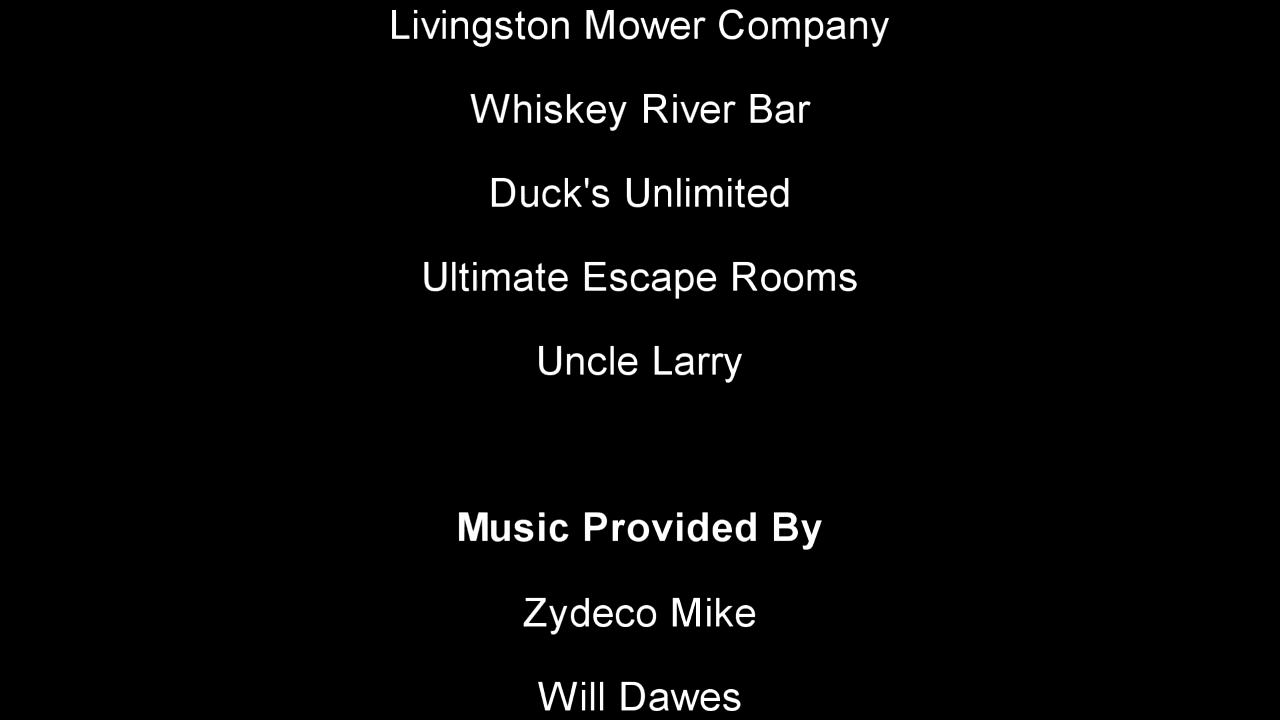 Livingston Mower Company
Whiskey River Bar
Duck's Unlimited
Ultimate Escape Rooms
Uncle Larry
Music Provided By
Zydeco Mike
Will Dawes